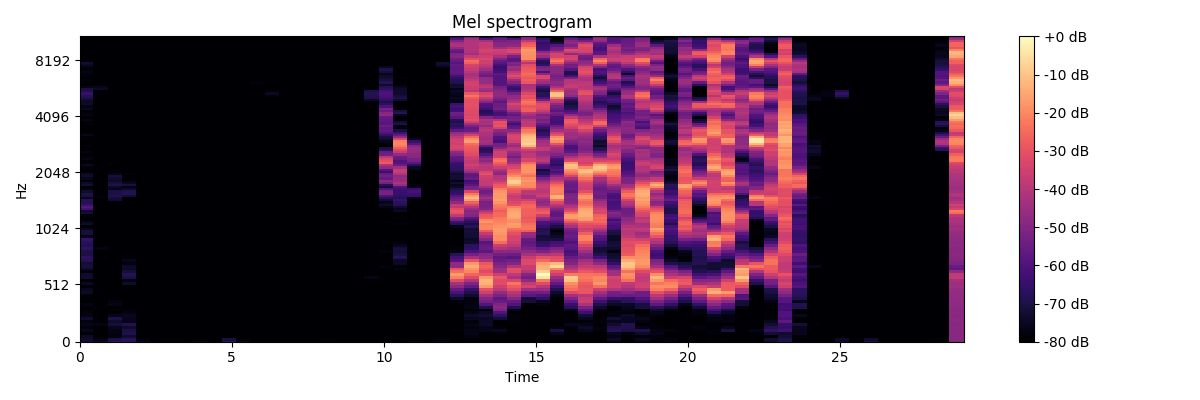 Mel spectrogram
8192
4096
2048
1024
512
0
Hz
0 5 10 15 20 25
Time
+0 dB
-10 dB
-20 dB
-30 dB
-40 dB
-50 dB
-60 dB
-70 dB
-80 dB